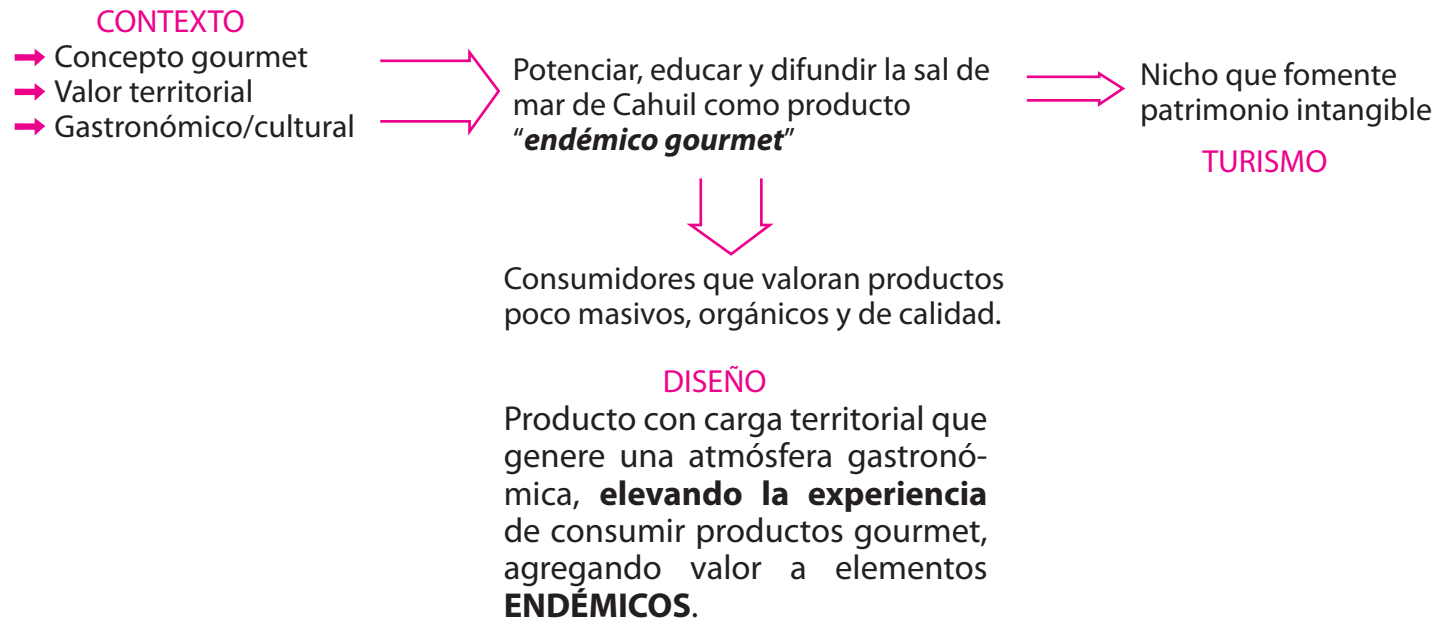 CONTEXTO
Concepto gourmet
Valor territorial
Gastronómico/cultural
Potenciar, educar y difundir la sal de
mar de Cahuil como producto
“endémico gourmet”
Nicho que fomente
patrimonio intangible
TURISMO
Consumidores que valoran productos
poco masivos, orgánicos y de calidad.
DISEÑO
Producto con carga territorial que
genere una atmósfera gastronó-
mica, elevando la experiencia
de consumir productos gourmet,
agregando valor a elementos
ENDÉMICOS.